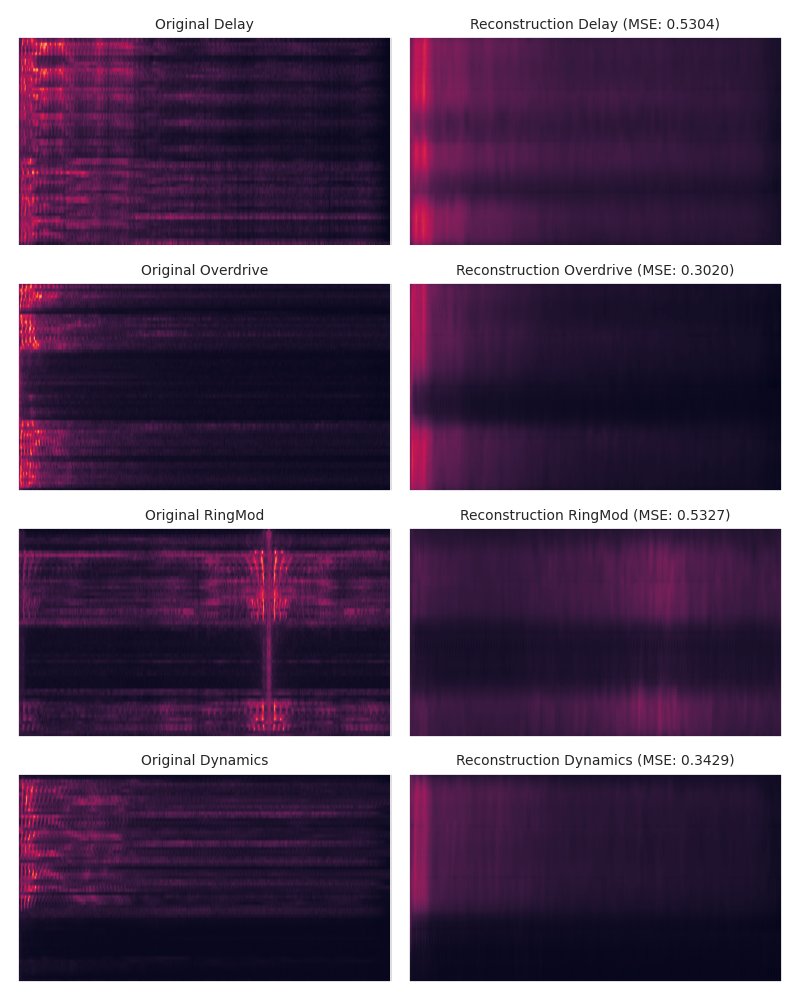 Original Delay
Reconstruction Delay (MSE: 0.5304)
Original Overdrive
Reconstruction Overdrive (MSE: 0.3020)
Original RingMod
Reconstruction RingMod (MSE: 0.5327)
Original Dynamics
Reconstruction Dynamics (MSE: 0.3429)